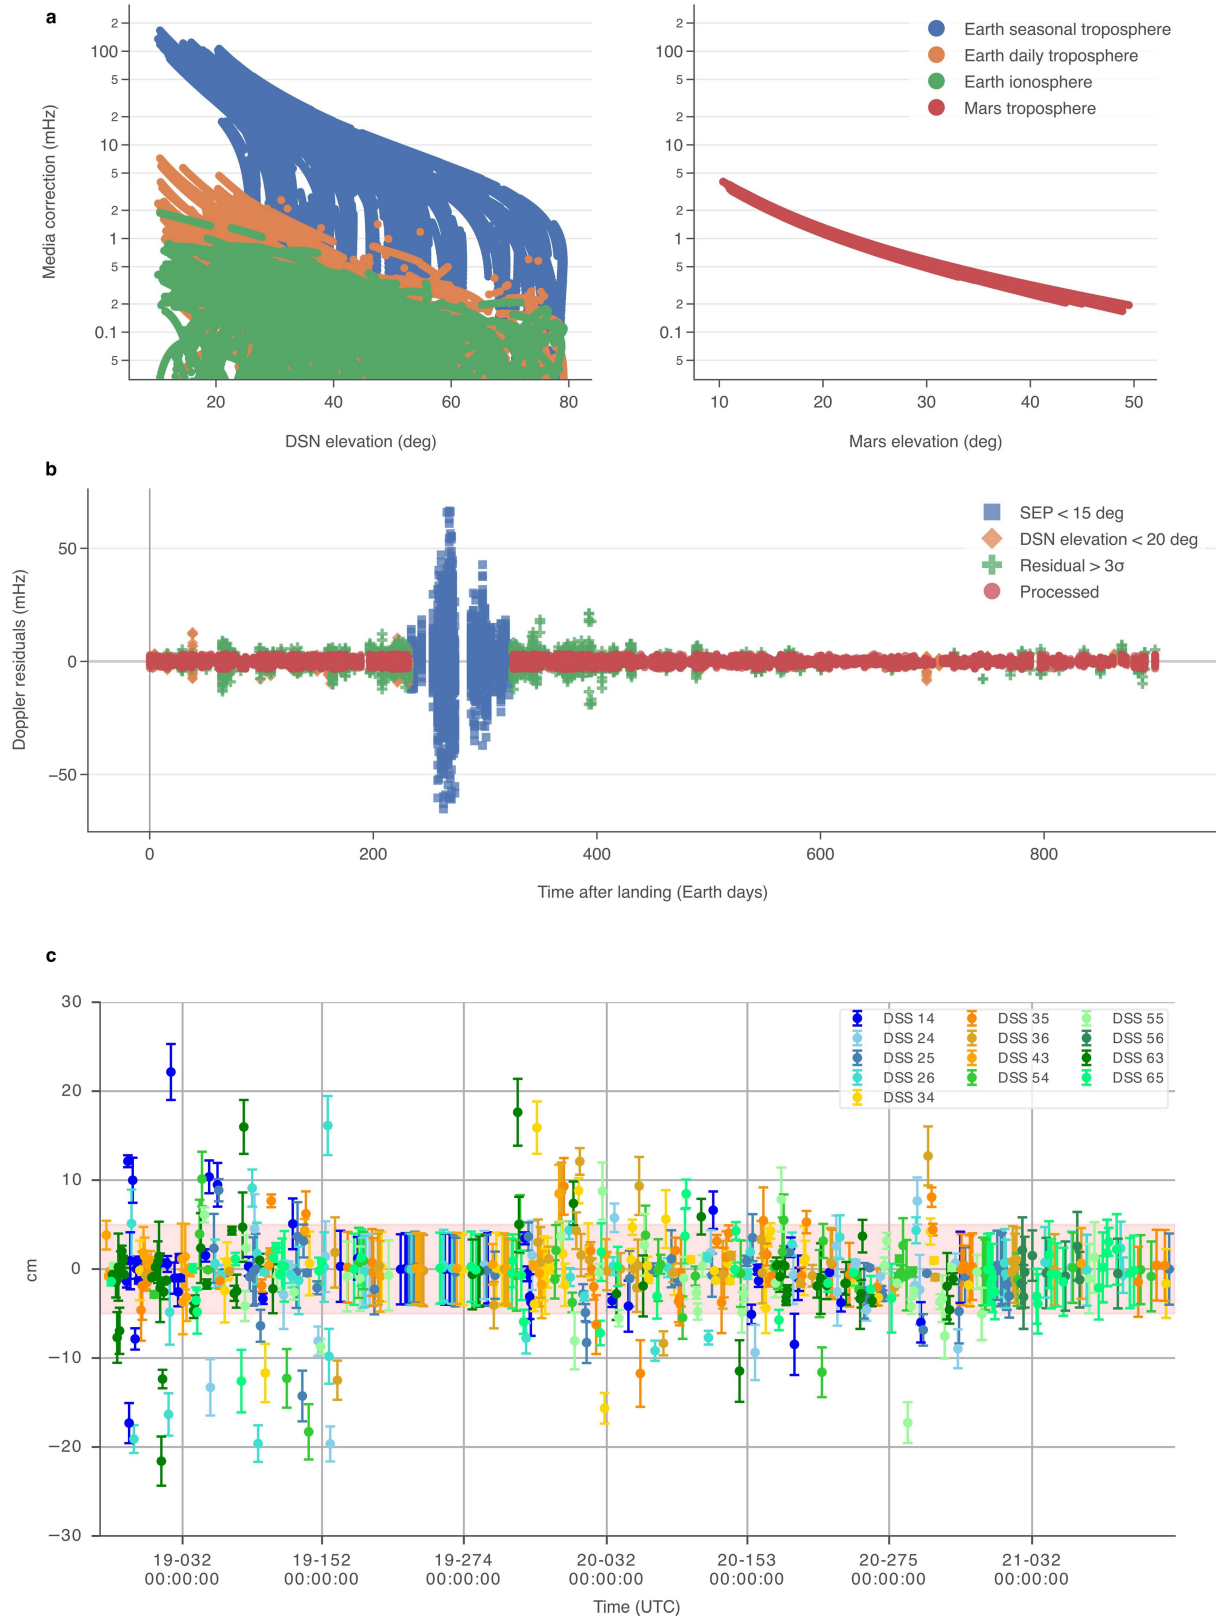 a
2
100
5
2
10
5
2
1
5
2
0.1
5
Media correction (mHz)
20
40
60
80
DSN elevation (deg)
2
100
5
2
10
5
2
1
5
2
0.1
5
10
20
30
40
50
Mars elevation (deg)
Earth seasonal troposphere
Earth daily troposphere
Earth ionosphere
Mars troposphere
b
50
0
−50
Doppler residuals (mHz)
0
200
400
600
800
Time after landing (Earth days)
SEP < 15 deg
DSN elevation < 20 deg
Residual > 3σ
Processed
c
30
20
10
0
−10
−20
−30
cm
DSS 14
DSS 24
DSS 25
DSS 26
DSS 34
DSS 35
DSS 36
DSS 43
DSS 54
DSS 55
DSS 56
DSS 63
DSS 65
19-032
00:00:00
19-152
00:00:00
19-274
00:00:00
20-032
00:00:00
20-153
00:00:00
20-275
00:00:00
21-032
00:00:00
Time (UTC)